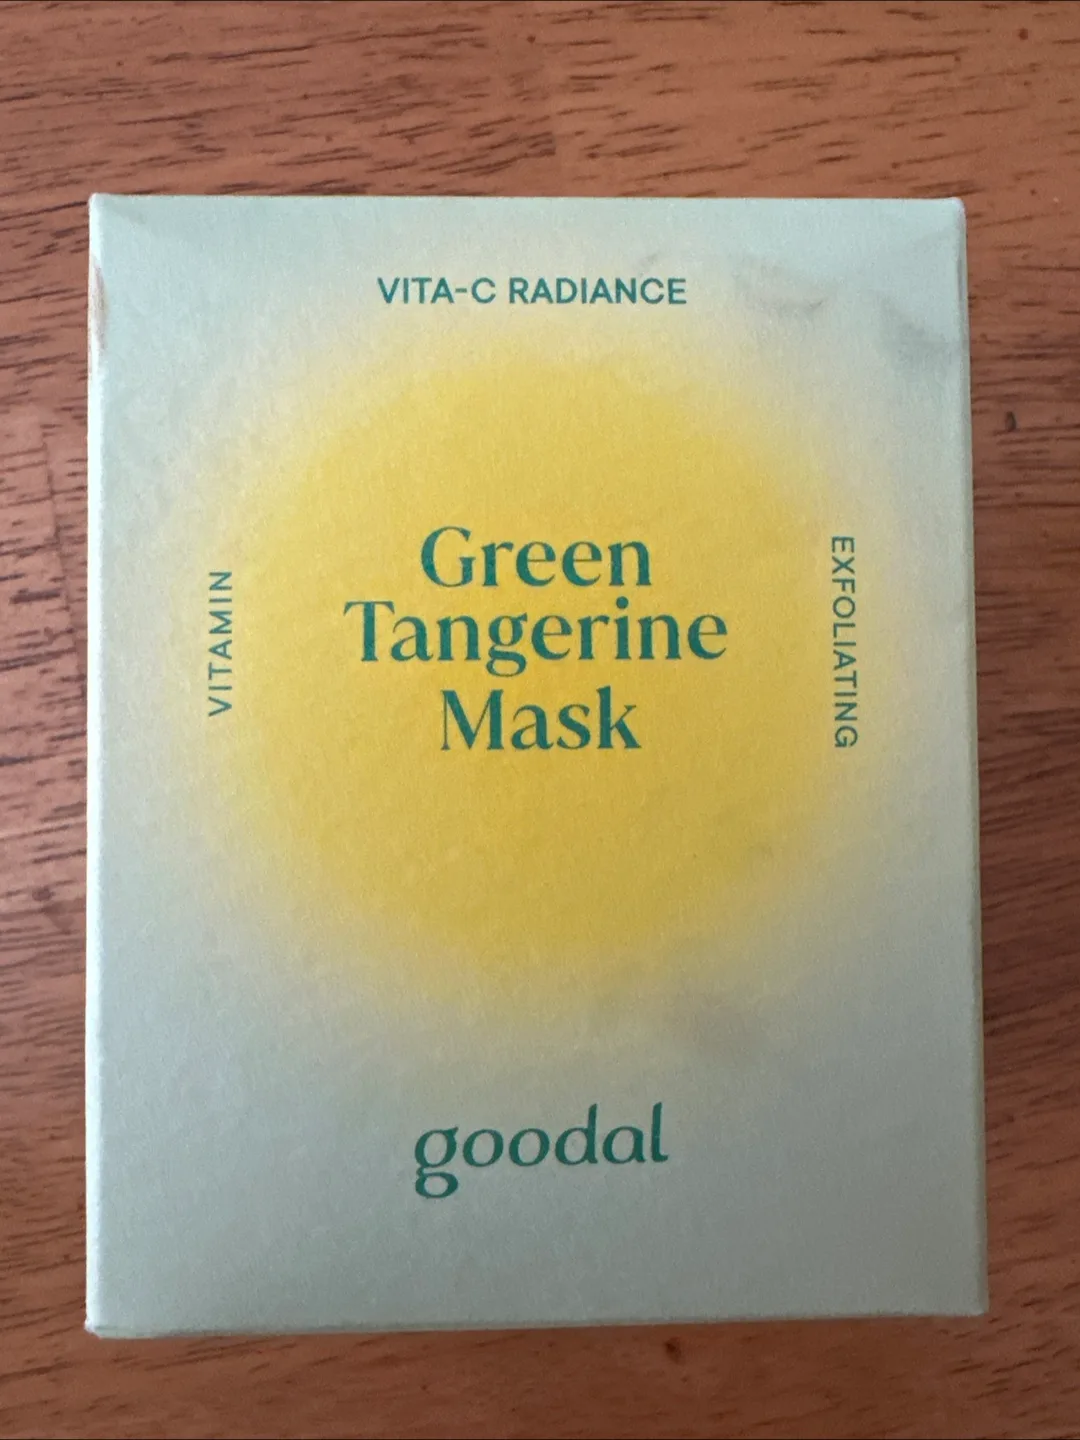 VITA-C RADIANCE
VITAMIN
Green
Tangerine
Mask
EXFOLIATING
goodal